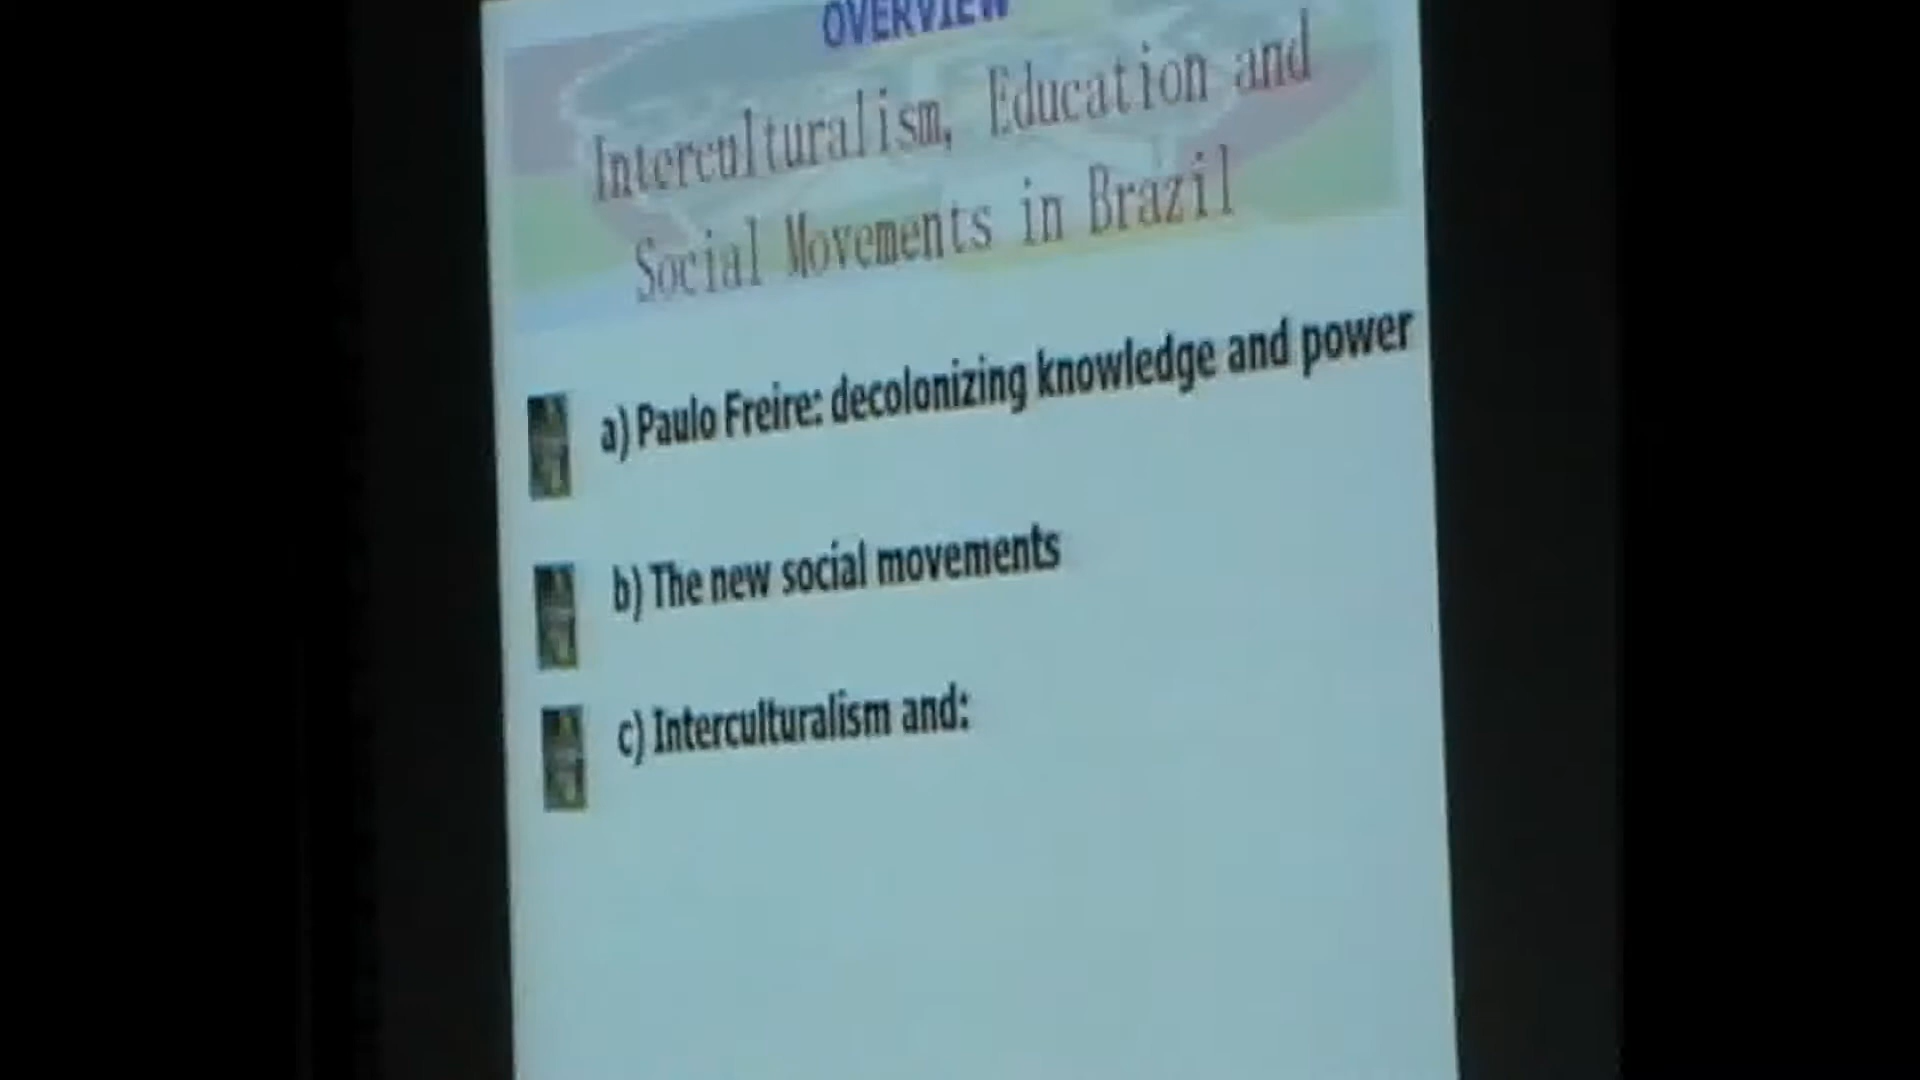 OVERVIEW
Interculturalism, Education and
Social Movements in Brazil
a) Paulo Freire: decolonizing knowledge and power
b) The new social movements
c) Interculturalism and: